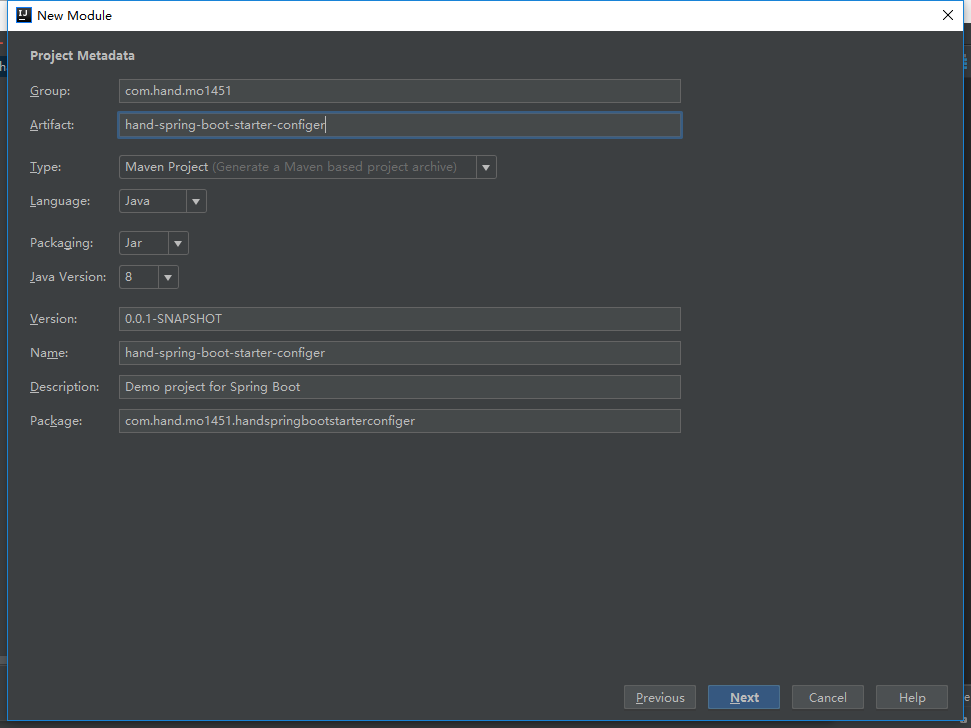 New Module
Project Metadata
Group: com.hand.mo1451
Artifact: hand-spring-boot-starter-configer
Type: Maven Project (Generate a Maven based project archive)
Language: Java
Packaging: Jar
Java Version: 8
Version: 0.0.1-SNAPSHOT
Name: hand-spring-boot-starter-configer
Description: Demo project for Spring Boot
Package: com.hand.mo1451.handspringbootstarterconfiger
Previous Next Cancel Help